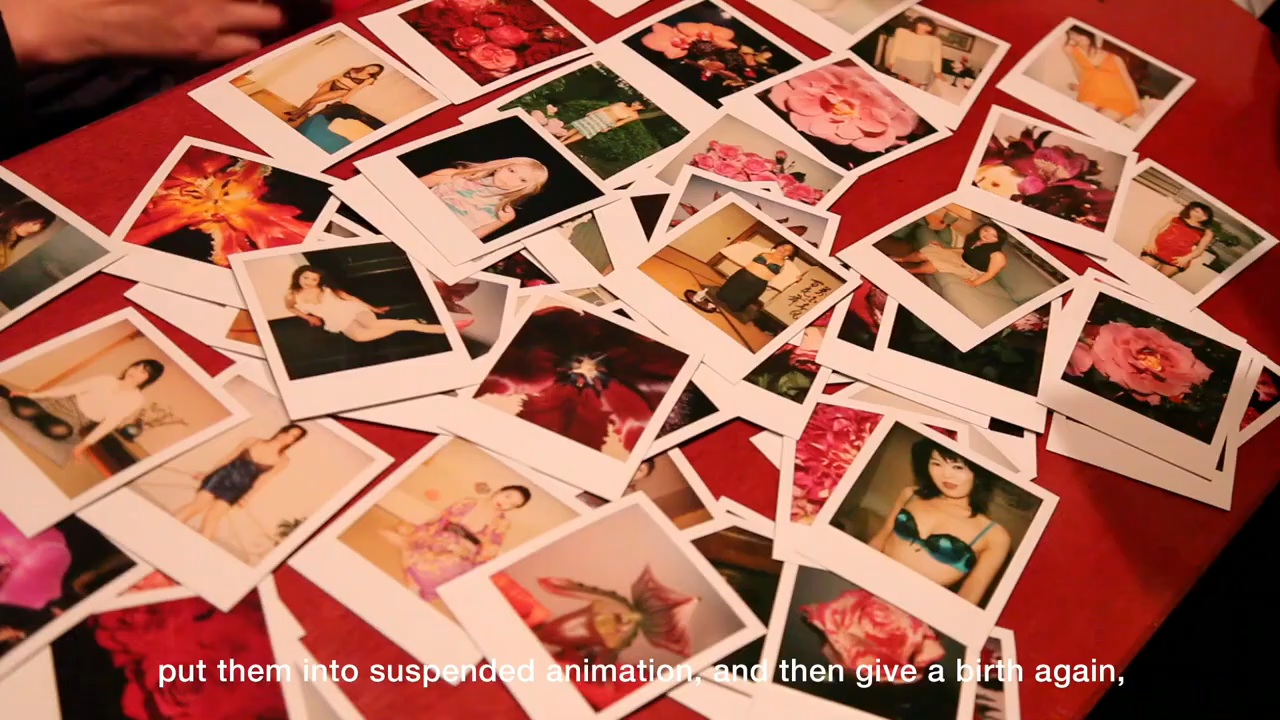 put them into suspended animation, and then give a birth again,